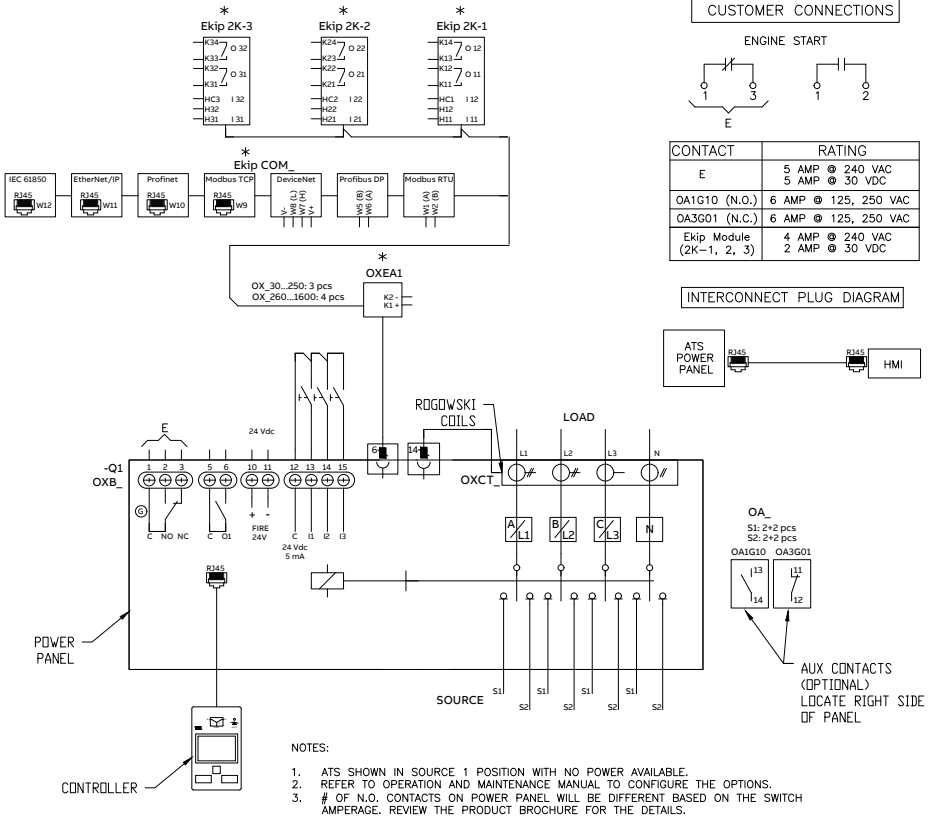 *
Ekip 2K-3
K34
O 32
K33
K32
O 31
K31
HC3 I 32
H32
H31 I 31
*
Ekip 2K-2
K24
O 22
K23
K22
O 21
K21
HC2 I 22
H22
H21 I 21
*
Ekip 2K-1
K14
O 12
K13
K12
O 11
K11
HC1 I 12
H12
H11 I 11
CUSTOMER CONNECTIONS
ENGINE START
1 3
E
1 2
CONTACT RATING
E 5 AMP @ 240 VAC
5 AMP @ 30 VDC
OA1G10 (N.O.) 6 AMP @ 125, 250 VAC
OA3G01 (N.C.) 6 AMP @ 125, 250 VAC
Ekip Module 4 AMP @ 240 VAC
(2K-1, 2, 3) 2 AMP @ 30 VDC
*
Ekip COM_
IEC 61850
RJ45
W12
EtherNet/IP
RJ45
W11
Profinet
RJ45
W10
Modbus TCP
RJ45
W9
DeviceNet
V-
W8 (L)
W7 (H)
V+
Profibus DP
W5 (B)
W6 (A)
Modbus RTU
W1 (A)
W2 (B)
*
OXEA1
K2 -
K1 +
OX_30...250: 3 pcs
OX_260...1600: 4 pcs
INTERCONNECT PLUG DIAGRAM
ATS
POWER
PANEL
RJ45
RJ45
HMI
ROGOWSKI
COILS
LOAD
E
24 Vdc
6
14
L1 L2 L3 N
-Q1
OXB_
1 2 3 5 6 10 11 12 13 14 15
OXCT_
G
+ -
FIRE
24V
C NO NC C O1 C I1 I2 I3
24 Vdc
5 mA
A/L1
B/L2
C/L3
N
RJ45
OA_
S1: 2+2 pcs
S2: 2+2 pcs
OA1G10 OA3G01
13
14
11
12
POWER
PANEL
AUX CONTACTS
(OPTIONAL)
LOCATE RIGHT SIDE
OF PANEL
SOURCE
S1 S1 S1 S1
S2 S2 S2 S2
CONTROLLER
NOTES:
1. ATS SHOWN IN SOURCE 1 POSITION WITH NO POWER AVAILABLE.
2. REFER TO OPERATION AND MAINTENANCE MANUAL TO CONFIGURE THE OPTIONS.
3. # OF N.O. CONTACTS ON POWER PANEL WILL BE DIFFERENT BASED ON THE SWITCH
AMPERAGE. REVIEW THE PRODUCT BROCHURE FOR THE DETAILS.